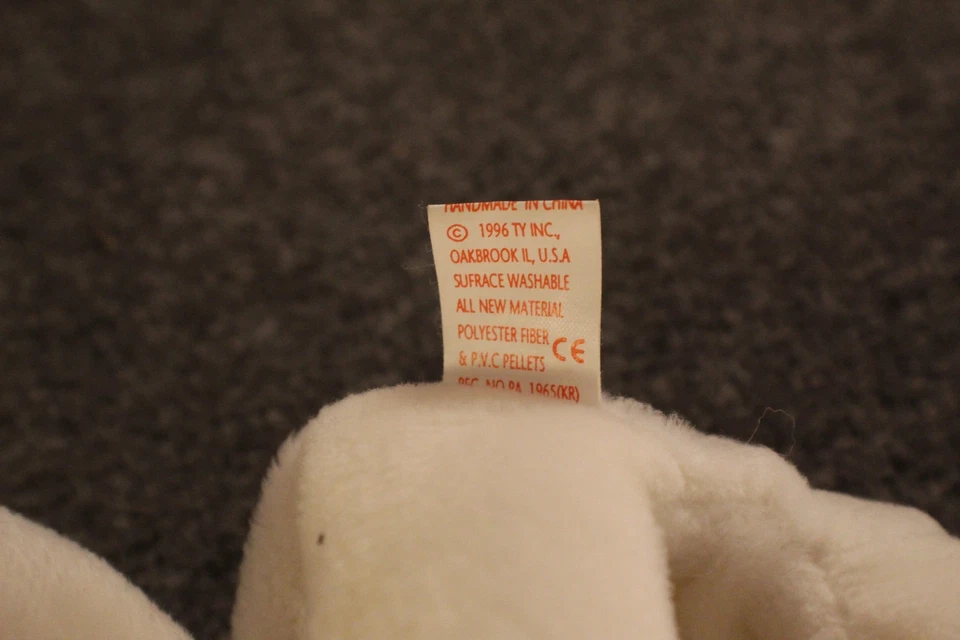 HANDMADE IN CHINA
© 1996 TY INC.,
OAKBROOK IL, U.S.A
SUFRACE WASHABLE
ALL NEW MATERIAL
POLYESTER FIBER
& P.V.C PELLETS CE
REG. NO PA. 1965(KR)